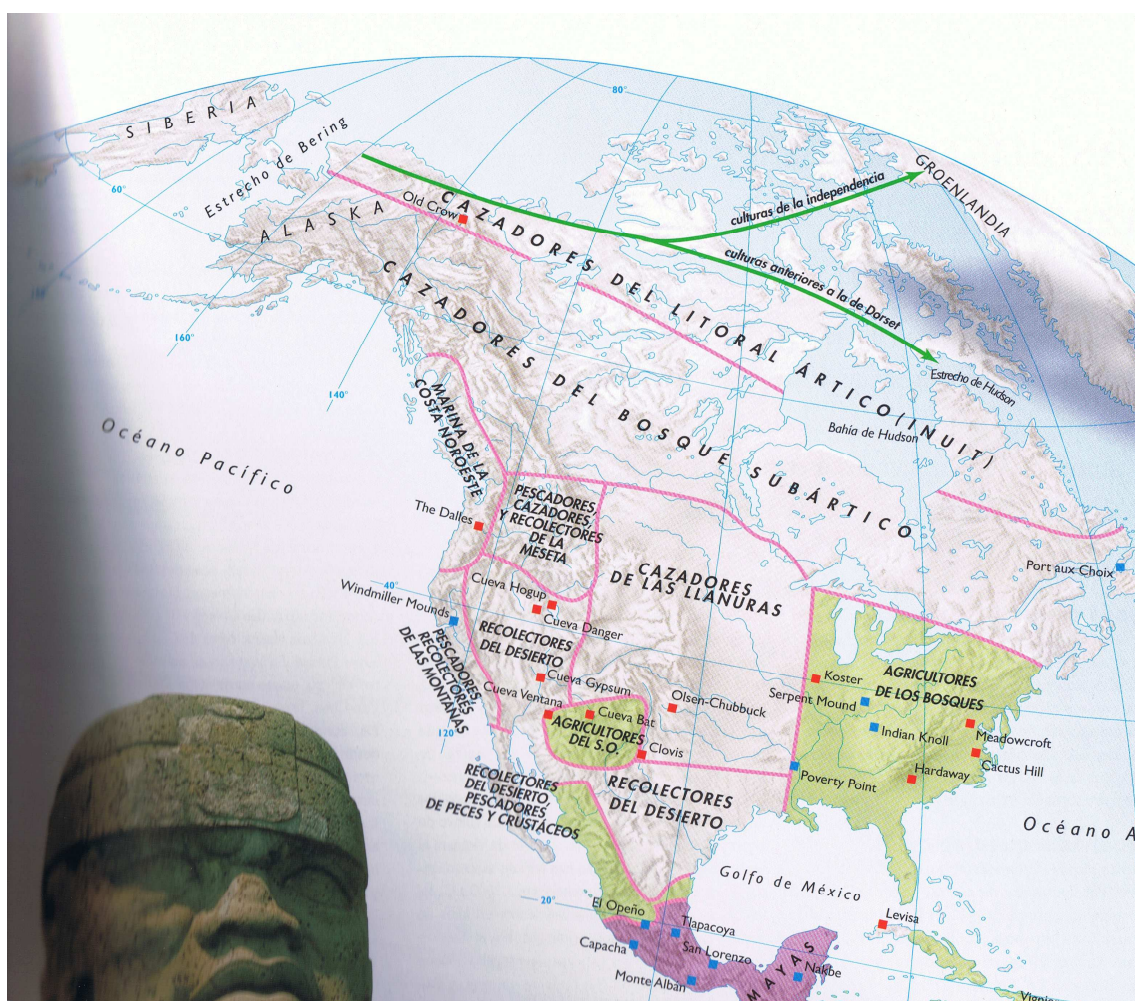 SIBERIA
Estrecho de Bering
80°
60°
GROENLANDIA
culturas de la independencia
ALASKA
Old Crow
CAZADORES DEL LITORAL ÁRTICO (INUIT)
culturas anteriores a la de Dorset
Estrecho de Hudson
160°
140°
CAZADORES DEL BOSQUE SUBÁRTICO
Bahía de Hudson
Océano Pacífico
MARINA DE LA
COSTA NOROESTE
The Dalles
PESCADORES,
CAZADORES
Y RECOLECTORES
DE LA
MESETA
CAZADORES
DE LAS LLANURAS
Port aux Choix
40°
Cueva Hogup
Cueva Danger
Windmiller Mounds
PESCADORES
RECOLECTORES
DE LAS MONTAÑAS
RECOLECTORES
DEL DESIERTO
Cueva Gypsum
Cueva Ventana
Cueva Bat
Olsen-Chubbuck
Koster
Serpent Mound
AGRICULTORES
DE LOS BOSQUES
Indian Knoll
Meadowcroft
Cactus Hill
Hardaway
Poverty Point
120°
AGRICULTORES
DEL S.O.
Clovis
RECOLECTORES
DEL DESIERTO
PESCADORES
DE PECES Y CRUSTÁCEOS
RECOLECTORES
DEL DESIERTO
Océano A
Golfo de México
20°
El Opeño
Tlapacoya
Levisa
Capacha
San Lorenzo
Monte Albán
MAYAS
Nakbe